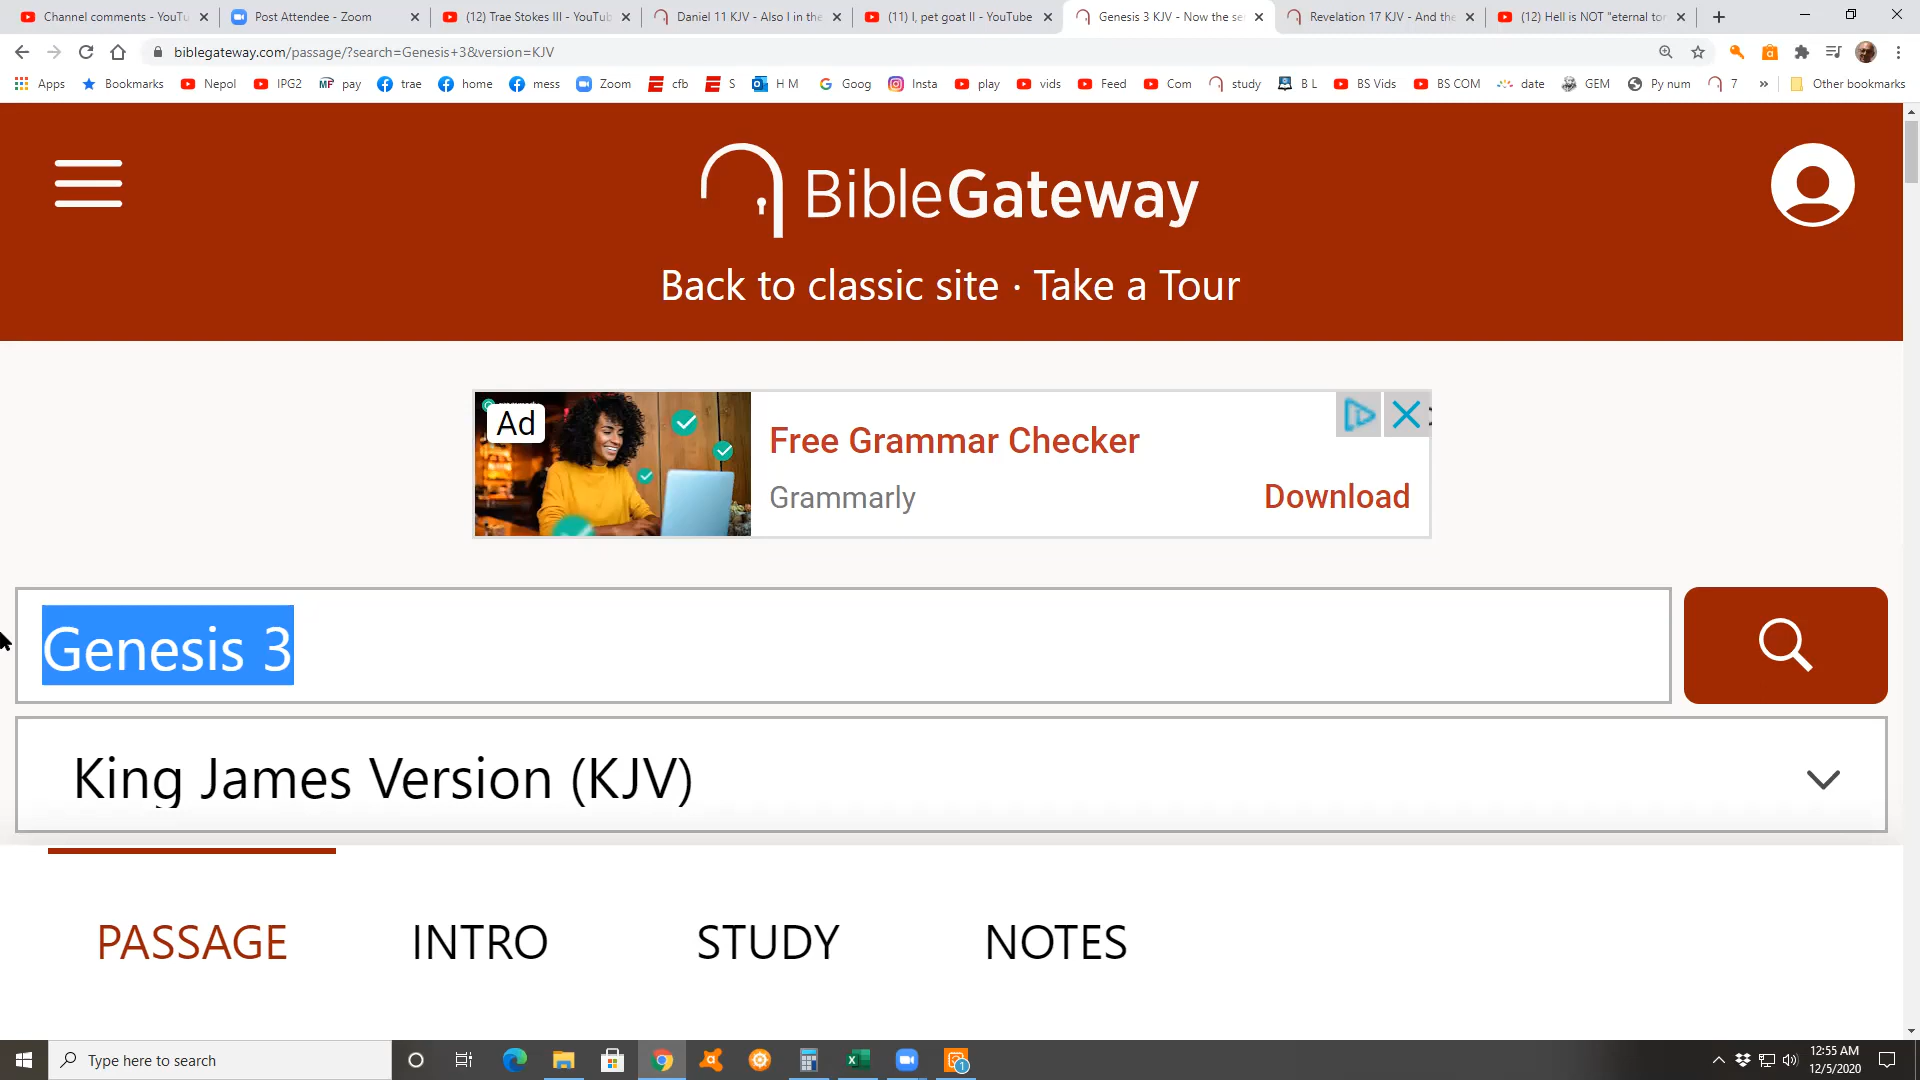 Channel comments - YouTu
Post Attendee - Zoom
(12) Trae Stokes III - YouTub
Daniel 11 KJV - Also I in the
(11) I, pet goat II - YouTube
Genesis 3 KJV - Now the se
Revelation 17 KJV - And the
(12) Hell is NOT "eternal tor
biblegateway.com/passage/?search=Genesis+3&version=KJV
Apps
Bookmarks
Nepol
IPG2
MF pay
trae
home
mess
Zoom
cfb
S
H M
Goog
Insta
play
vids
Feed
Com
study
B L
BS Vids
BS COM
date
GEM
Py num
7
»
Other bookmarks
BibleGateway
Back to classic site · Take a Tour
Ad
Free Grammar Checker
Grammarly
Download
Genesis 3
King James Version (KJV)
PASSAGE
INTRO
STUDY
NOTES
Type here to search
1
12:55 AM
12/5/2020